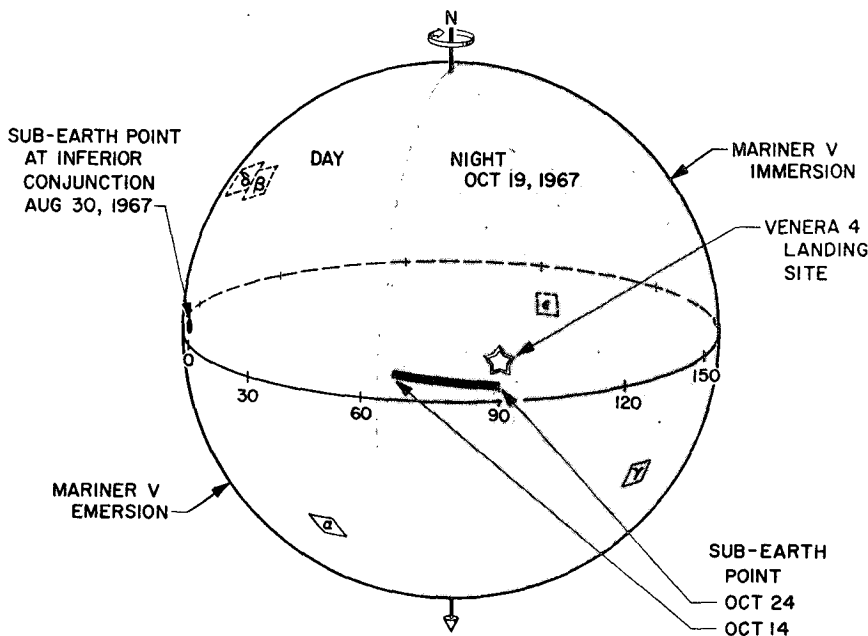 N
SUB-EARTH POINT
AT INFERIOR
CONJUNCTION
AUG 30, 1967
DAY
NIGHT
OCT 19, 1967
MARINER V
IMMERSION
VENERA 4
LANDING
SITE
δ β
ϵ
0
30
60
90
120
150
γ
α
MARINER V
EMERSION
SUB-EARTH
POINT
OCT 24
OCT 14